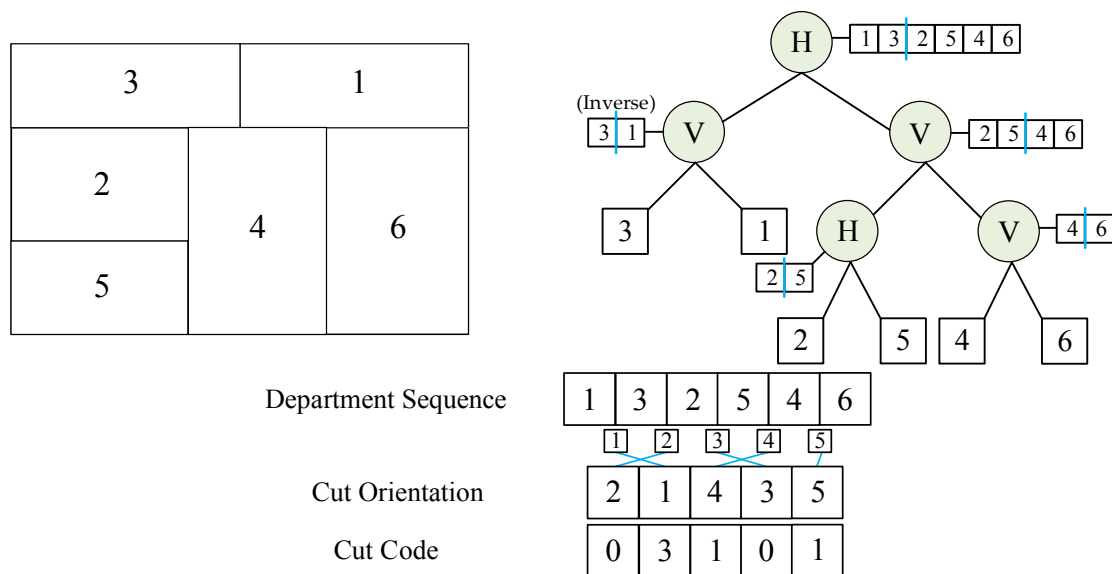 3 1
2 4 6
5
H 1 3 2 5 4 6
(Inverse)
3 1 V V 2 5 4 6
3 1 H V 4 6
2 5
2 5 4 6
Department Sequence 1 3 2 5 4 6
1 2 3 4 5
Cut Orientation 2 1 4 3 5
Cut Code 0 3 1 0 1